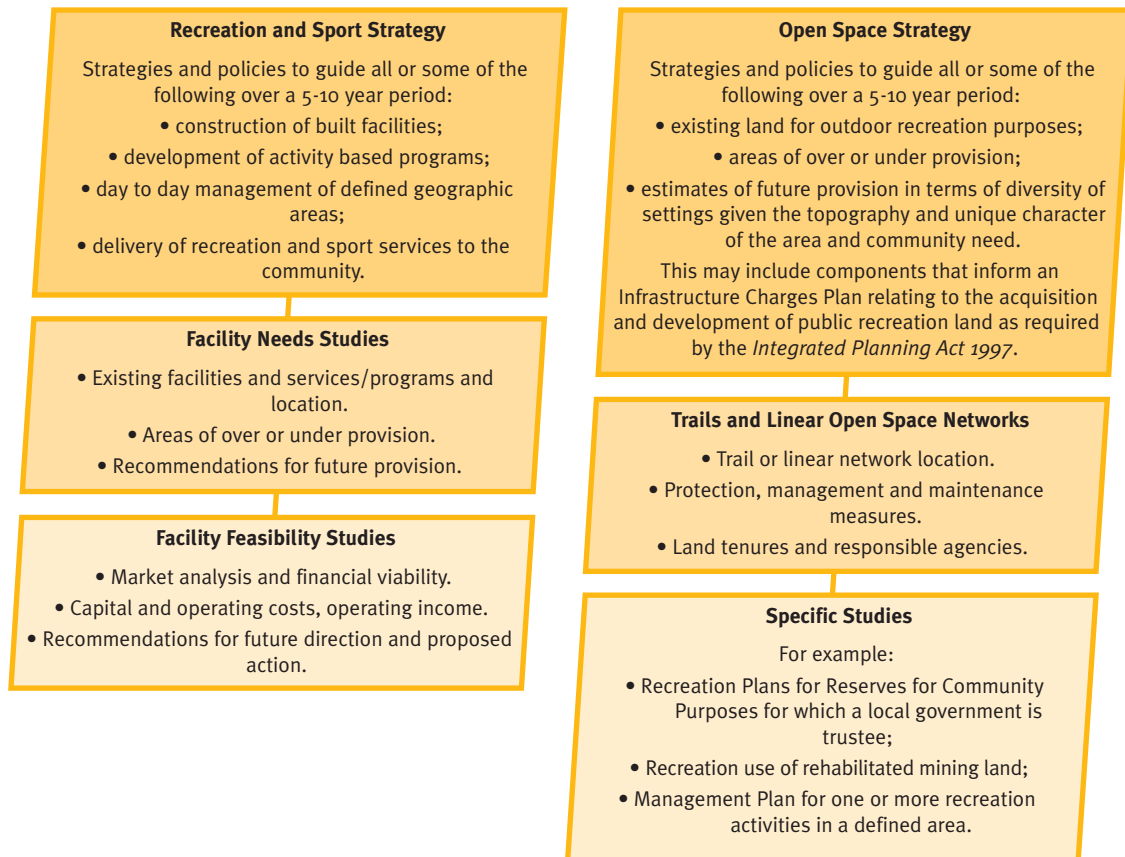 Recreation and Sport Strategy
Strategies and policies to guide all or some of the
following over a 5-10 year period:
• construction of built facilities;
• development of activity based programs;
• day to day management of defined geographic
areas;
• delivery of recreation and sport services to the
community.
Facility Needs Studies
• Existing facilities and services/programs and
location.
• Areas of over or under provision.
• Recommendations for future provision.
Facility Feasibility Studies
• Market analysis and financial viability.
• Capital and operating costs, operating income.
• Recommendations for future direction and proposed
action.
Open Space Strategy
Strategies and policies to guide all or some of the
following over a 5-10 year period:
• existing land for outdoor recreation purposes;
• areas of over or under provision;
• estimates of future provision in terms of diversity of
settings given the topography and unique character
of the area and community need.
This may include components that inform an
Infrastructure Charges Plan relating to the acquisition
and development of public recreation land as required
by the Integrated Planning Act 1997.
Trails and Linear Open Space Networks
• Trail or linear network location.
• Protection, management and maintenance
measures.
• Land tenures and responsible agencies.
Specific Studies
For example:
• Recreation Plans for Reserves for Community
Purposes for which a local government is
trustee;
• Recreation use of rehabilitated mining land;
• Management Plan for one or more recreation
activities in a defined area.